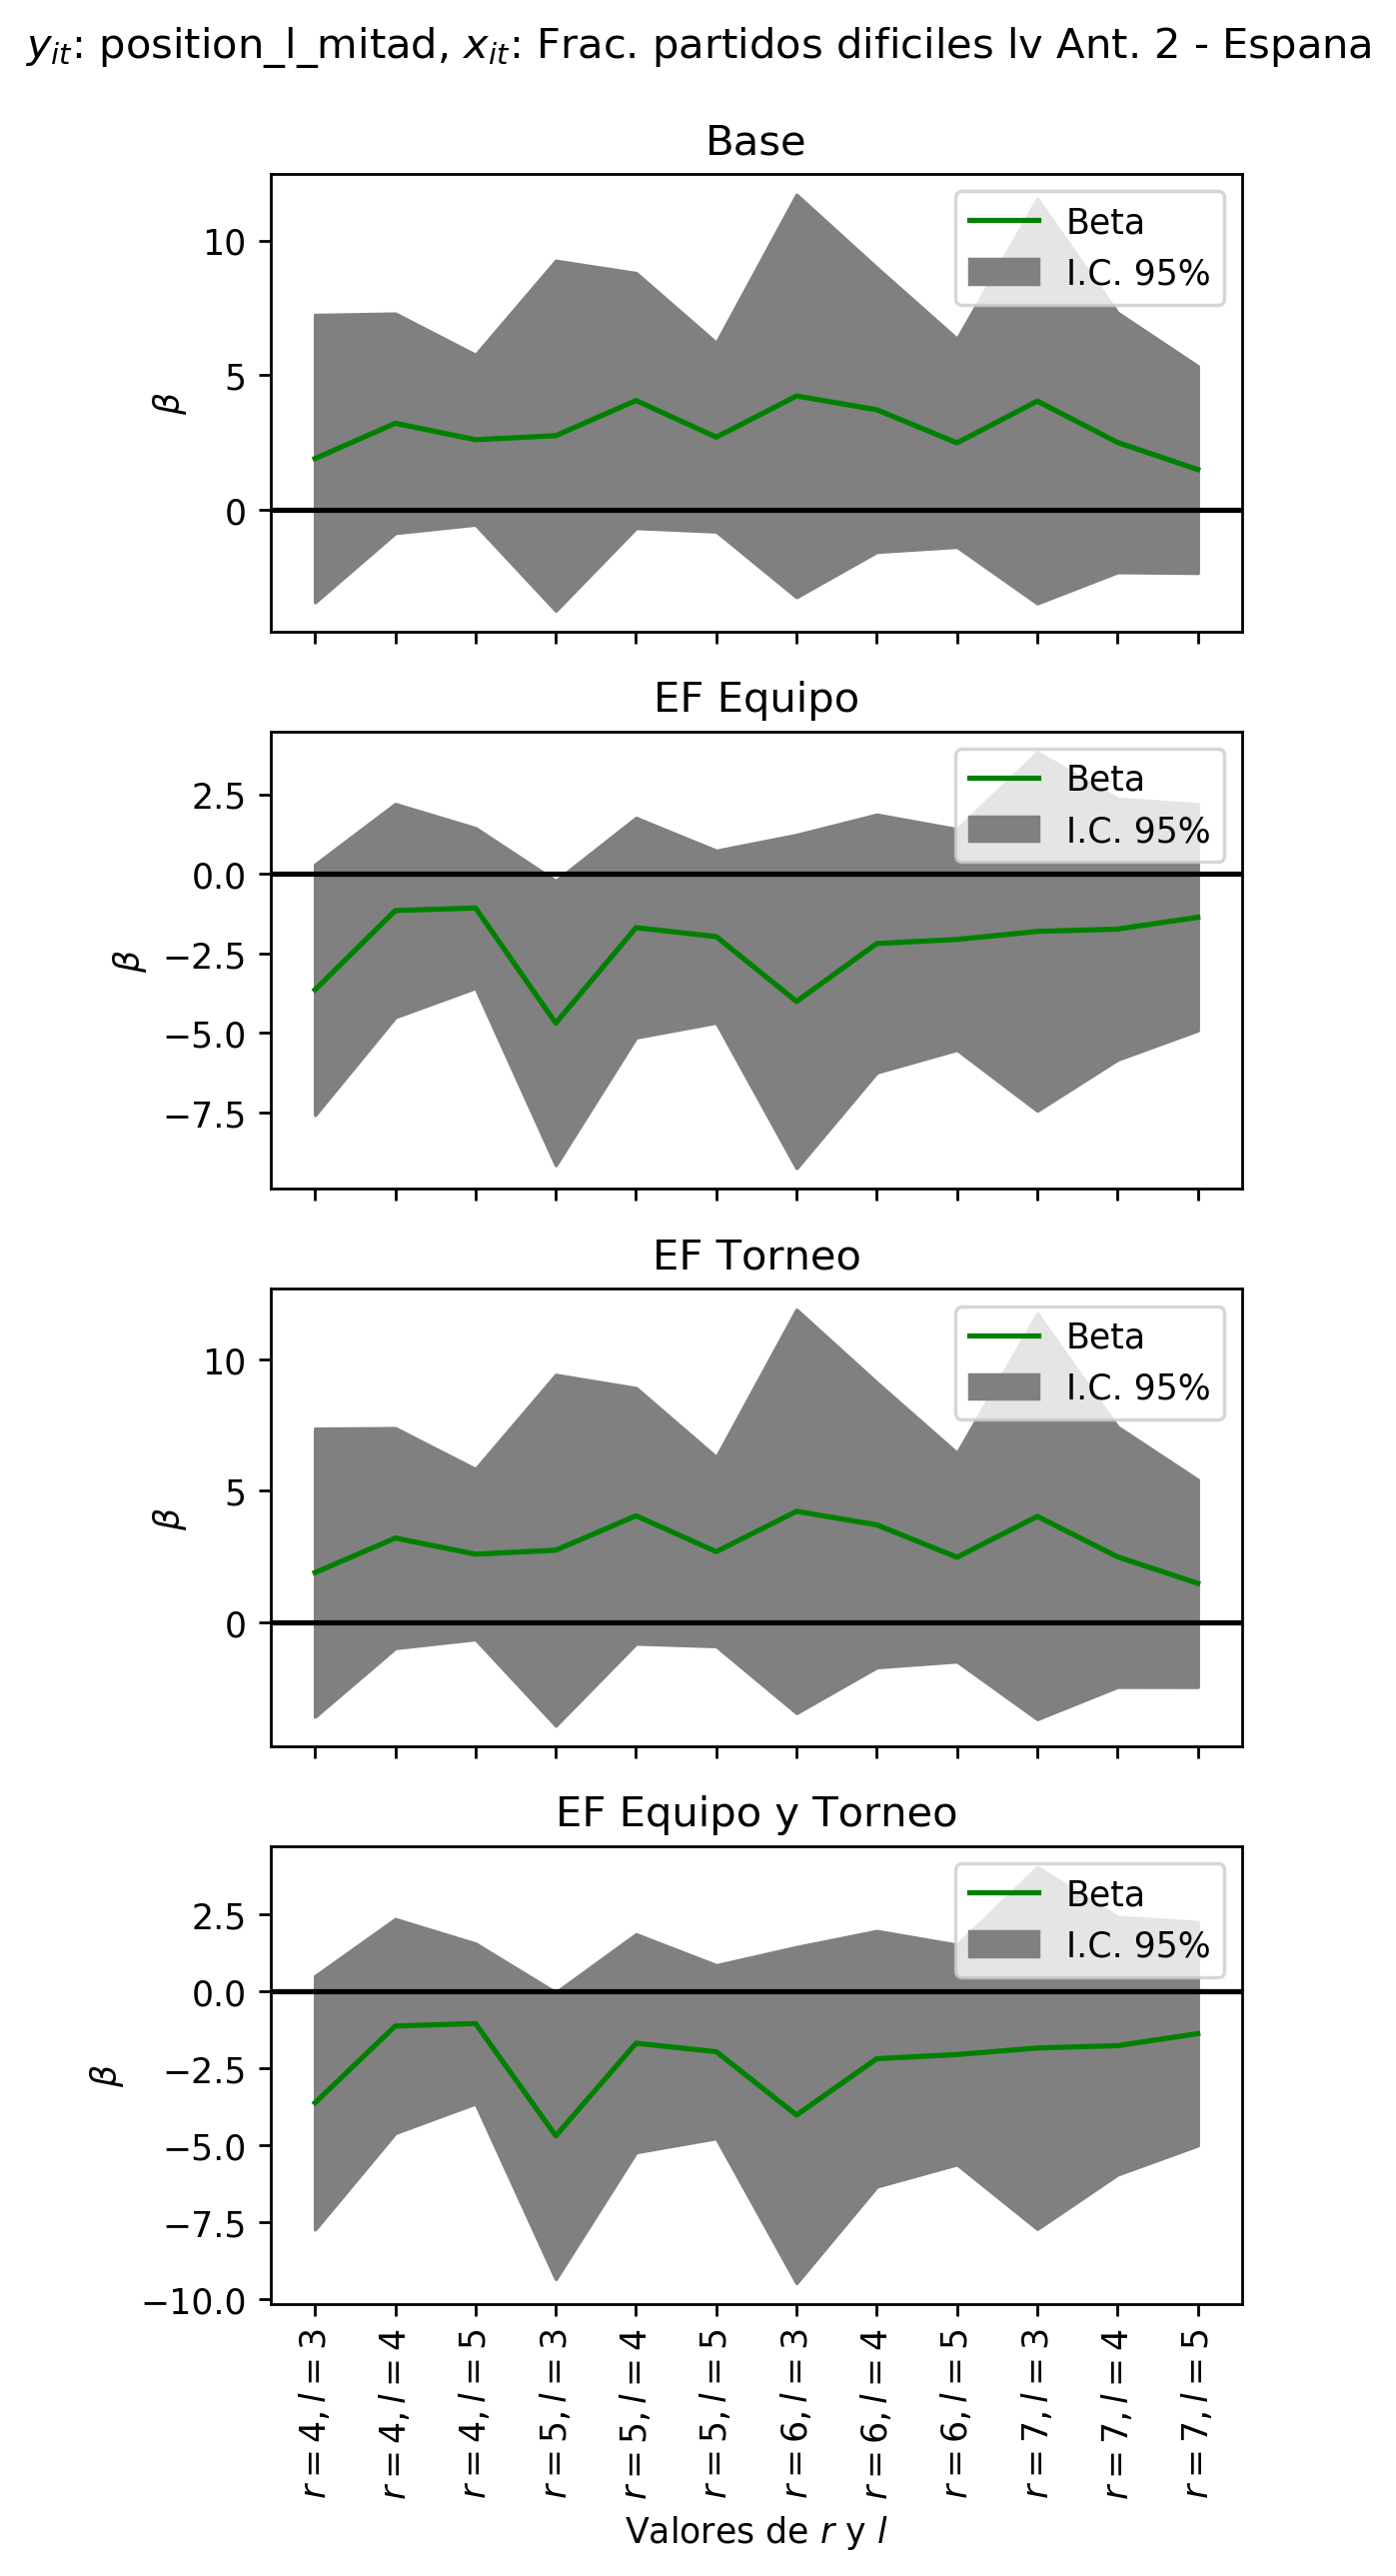 y_it: position_l_mitad, x_it: Frac. partidos dificiles lv Ant. 2 - Espana
Base
Beta
I.C. 95%
10
5
0
β
EF Equipo
Beta
I.C. 95%
2.5
0.0
−2.5
−5.0
−7.5
β
EF Torneo
Beta
I.C. 95%
10
5
0
β
EF Equipo y Torneo
Beta
I.C. 95%
2.5
0.0
−2.5
−5.0
−7.5
−10.0
β
r = 4, l = 3
r = 4, l = 4
r = 4, l = 5
r = 5, l = 3
r = 5, l = 4
r = 5, l = 5
r = 6, l = 3
r = 6, l = 4
r = 6, l = 5
r = 7, l = 3
r = 7, l = 4
r = 7, l = 5
Valores de r y l